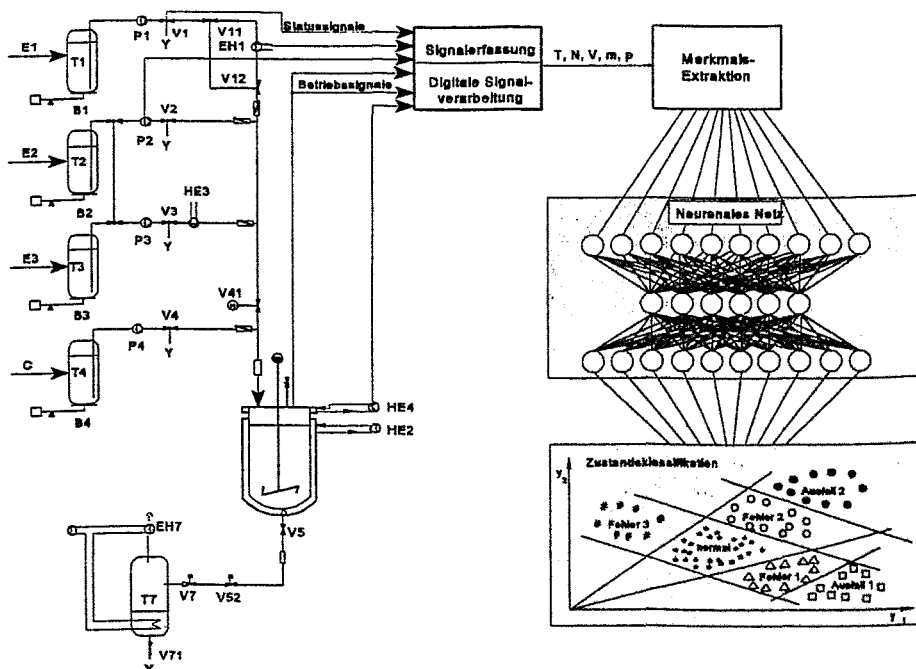 E1
T1
B1
P1
V1
Y
V11
EH1
V12
Statussignale
Signalerfassung
Digitale Signal-
verarbeitung
Betriebssignale
T, N, V, m, p
Merkmals-
Extraktion
E2
T2
B2
P2
V2
Y
HE3
E3
T3
B3
P3
V3
Y
V41
C
T4
B4
P4
V4
Y
HE4
HE2
V5
EH7
T7
V7
V52
V71
Neuronales Netz
Zustandsklassifikation
y2
Ausfall 2
Fehler 2
Fehler 3
normal
Fehler 1
Ausfall 1
y1